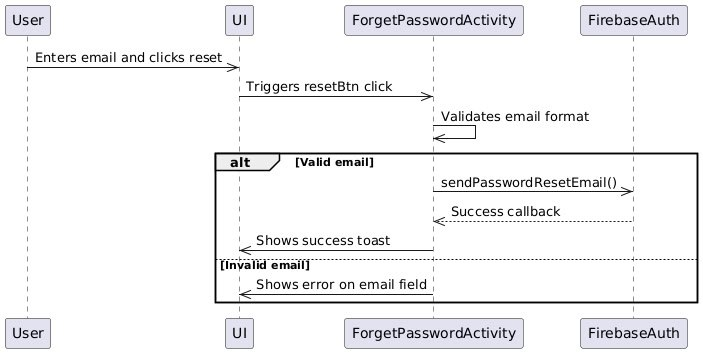 User UI ForgetPasswordActivity FirebaseAuth
Enters email and clicks reset
Triggers resetBtn click
Validates email format
alt [Valid email]
sendPasswordResetEmail()
Success callback
Shows success toast
[Invalid email]
Shows error on email field
User UI ForgetPasswordActivity FirebaseAuth